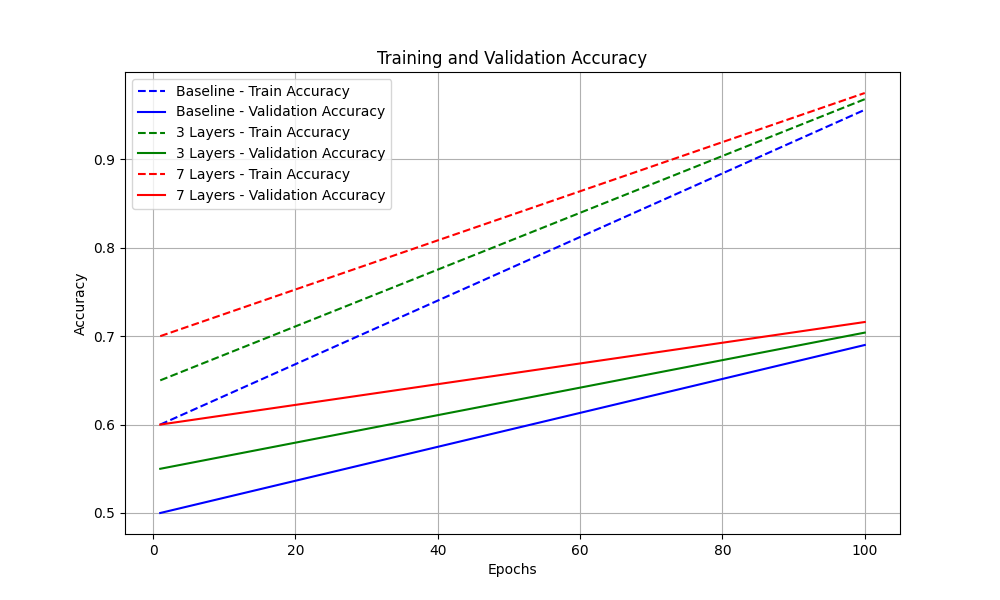 Training and Validation Accuracy
Baseline - Train Accuracy
Baseline - Validation Accuracy
3 Layers - Train Accuracy
3 Layers - Validation Accuracy
7 Layers - Train Accuracy
7 Layers - Validation Accuracy
Accuracy
0.9
0.8
0.7
0.6
0.5
0 20 40 60 80 100
Epochs